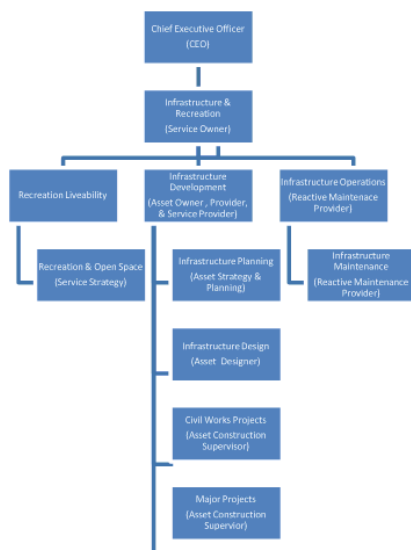 Chief Executive Officer
(CEO)
Infrastructure &
Recreation
(Service Owner)
Recreation Liveability
Infrastructure
Development
(Asset Owner , Provider,
& Service Provider)
Infrastructure Operations
(Reactive Maintenace
Provider)
Recreation & Open Space
(Service Strategy)
Infrastructure Planning
(Asset Strategy &
Planning)
Infrastructure
Maintenance
(Reactive Maintenance
Provider)
Infrastructure Design
(Asset Designer)
Civil Works Projects
(Asset Construction
Supervisor)
Major Projects
(Asset Construction
Supervior)